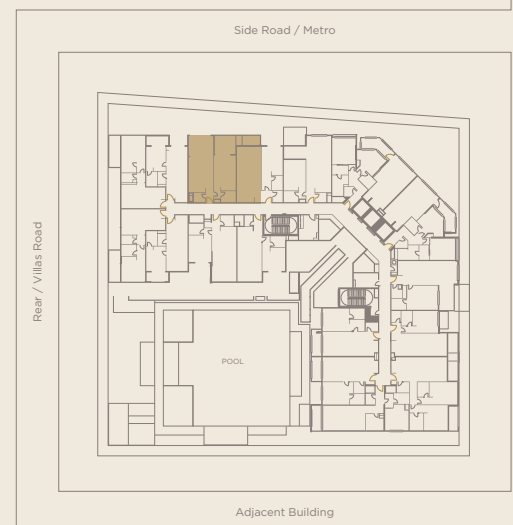 Side Road / Metro
Rear / Villas Road
POOL
Adjacent Building